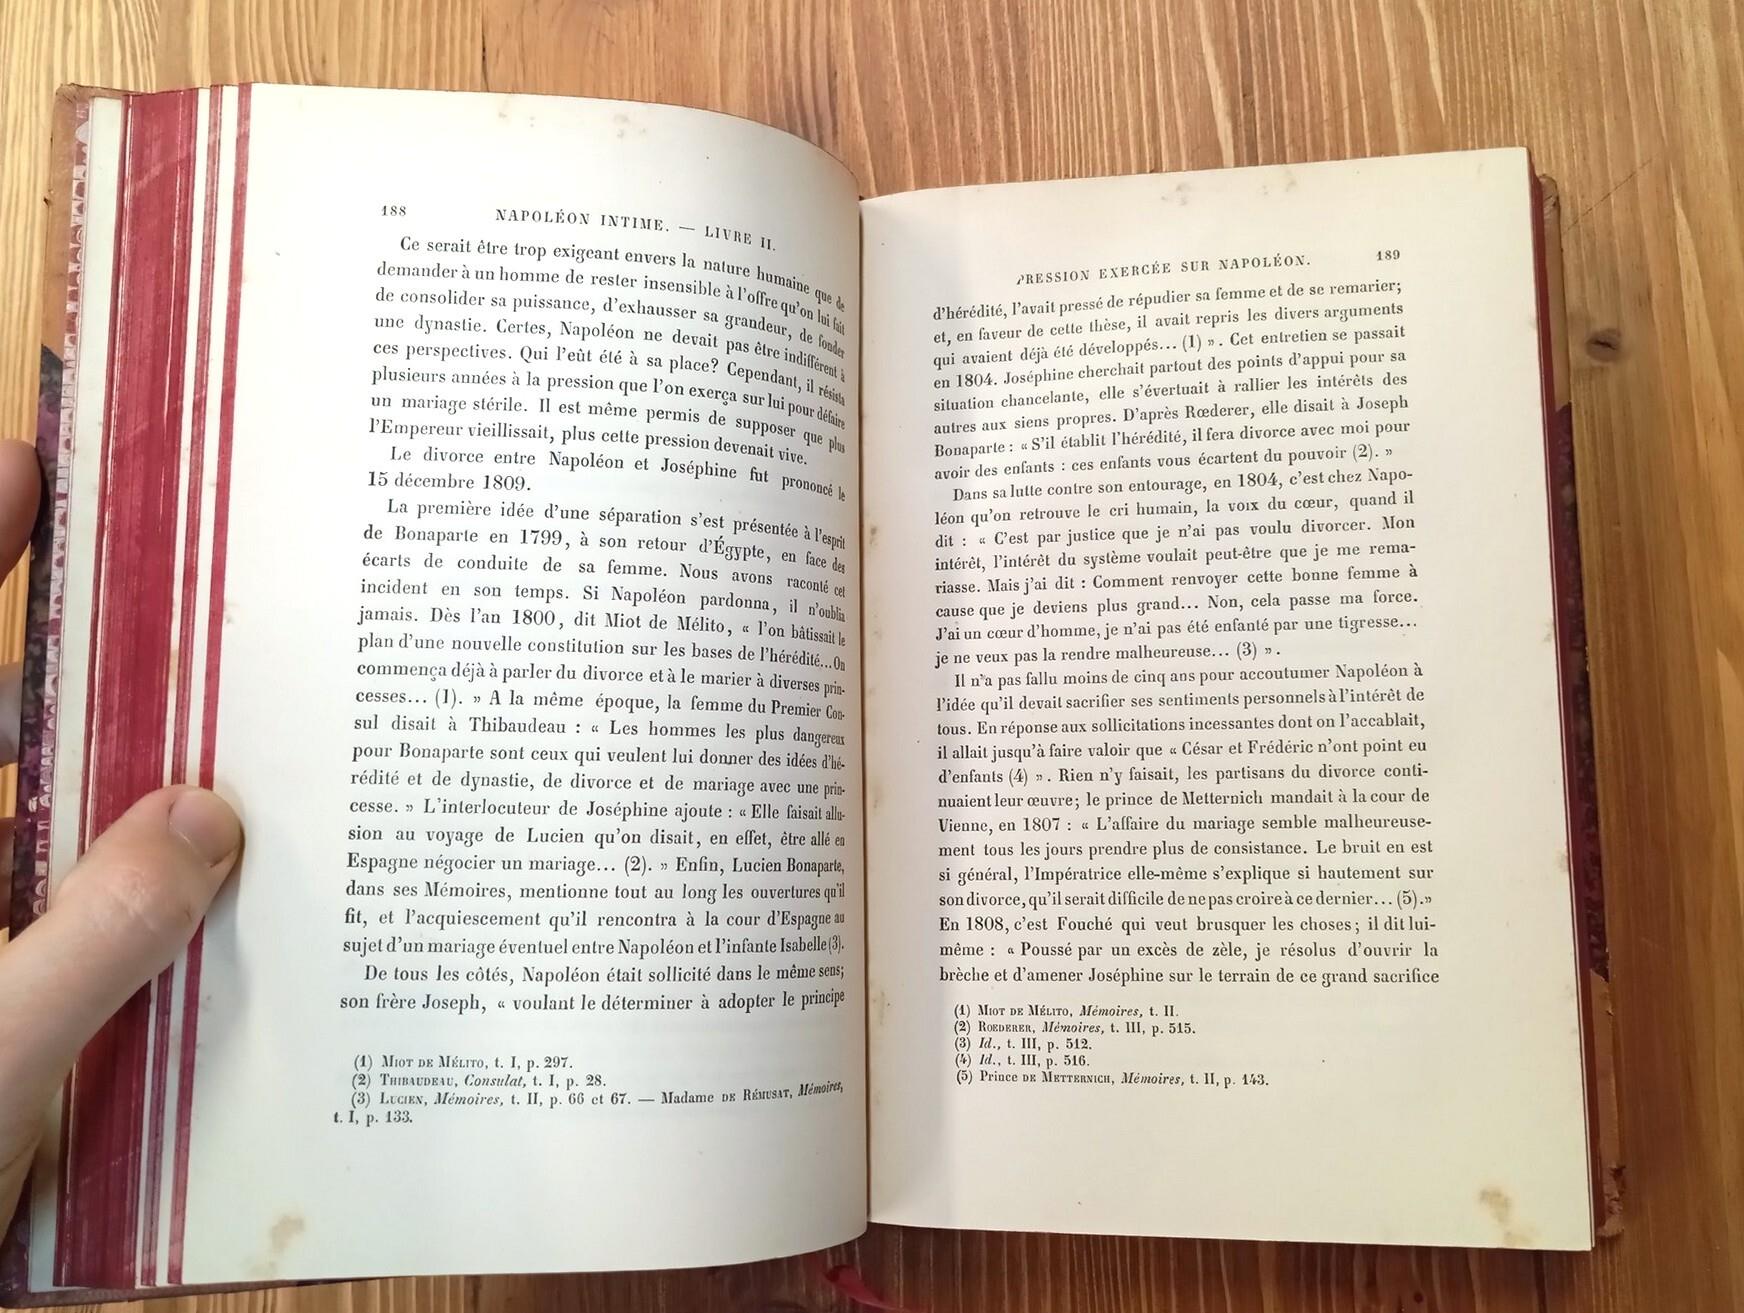 188 NAPOLÉON INTIME. — LIVRE II.
Ce serait être trop exigeant envers la nature humaine que de
demander à un homme de rester insensible à l'offre qu'on lui fait
de consolider sa puissance, d'exhausser sa grandeur, de fonder
une dynastie. Certes, Napoléon ne devait pas être indifférent à
ces perspectives. Qui l'eût été à sa place? Cependant, il résista
plusieurs années à la pression que l'on exerça sur lui pour défaire
un mariage stérile. Il est même permis de supposer que plus
l'Empereur vieillissait, plus cette pression devenait vive.
Le divorce entre Napoléon et Joséphine fut prononcé le
15 décembre 1809.
La première idée d'une séparation s'est présentée à l'esprit
de Bonaparte en 1799, à son retour d'Égypte, en face des
écarts de conduite de sa femme. Nous avons raconté cet
incident en son temps. Si Napoléon pardonna, il n'oublia
jamais. Dès l'an 1800, dit Miot de Mélito, « l'on bâtissait le
plan d'une nouvelle constitution sur les bases de l'hérédité... On
commença déjà à parler du divorce et à le marier à diverses prin-
cesses... (1). » A la même époque, la femme du Premier Con-
sul disait à Thibaudeau : « Les hommes les plus dangereux
pour Bonaparte sont ceux qui veulent lui donner des idées d'hé-
rédité et de dynastie, de divorce et de mariage avec une prin-
cesse. » L'interlocuteur de Joséphine ajoute : « Elle faisait allu-
sion au voyage de Lucien qu'on disait, en effet, être allé en
Espagne négocier un mariage... (2). » Enfin, Lucien Bonaparte,
dans ses Mémoires, mentionne tout au long les ouvertures qu'il
fit, et l'acquiescement qu'il rencontra à la cour d'Espagne au
sujet d'un mariage éventuel entre Napoléon et l'infante Isabelle (3).
De tous les côtés, Napoléon était sollicité dans le même sens;
son frère Joseph, « voulant le déterminer à adopter le principe
(1) MIOT DE MÉLITO, t. I, p. 297.
(2) THIBAUDEAU, Consulat, t. I, p. 28.
(3) LUCIEN, Mémoires, t. II, p. 66 et 67. — Madame DE RÉMUSAT, Mémoires,
t. I, p. 133.
PRESSION EXERCÉE SUR NAPOLÉON. 189
d'hérédité, l'avait pressé de répudier sa femme et de se remarier;
et, en faveur de cette thèse, il avait repris les divers arguments
qui avaient déjà été développés... (1) ». Cet entretien se passait
en 1804. Joséphine cherchait partout des points d'appui pour sa
situation chancelante, elle s'évertuait à rallier les intérêts des
autres aux siens propres. D'après Rœderer, elle disait à Joseph
Bonaparte : « S'il établit l'hérédité, il fera divorce avec moi pour
avoir des enfants : ces enfants vous écartent du pouvoir (2). »
Dans sa lutte contre son entourage, en 1804, c'est chez Napo-
léon qu'on retrouve le cri humain, la voix du cœur, quand il
dit : « C'est par justice que je n'ai pas voulu divorcer. Mon
intérêt, l'intérêt du système voulait peut-être que je me rema-
riasse. Mais j'ai dit : Comment renvoyer cette bonne femme à
cause que je deviens plus grand... Non, cela passe ma force.
J'ai un cœur d'homme, je n'ai pas été enfanté par une tigresse...
je ne veux pas la rendre malheureuse... (3) ».
Il n'a pas fallu moins de cinq ans pour accoutumer Napoléon à
l'idée qu'il devait sacrifier ses sentiments personnels à l'intérêt de
tous. En réponse aux sollicitations incessantes dont on l'accablait,
il allait jusqu'à faire valoir que « César et Frédéric n'ont point eu
d'enfants (4) ». Rien n'y faisait, les partisans du divorce conti-
nuaient leur œuvre; le prince de Metternich mandait à la cour de
Vienne, en 1807 : « L'affaire du mariage semble malheureuse-
ment tous les jours prendre plus de consistance. Le bruit en est
si général, l'Impératrice elle-même s'explique si hautement sur
son divorce, qu'il serait difficile de ne pas croire à ce dernier... (5).»
En 1808, c'est Fouché qui veut brusquer les choses; il dit lui-
même : « Poussé par un excès de zèle, je résolus d'ouvrir la
brèche et d'amener Joséphine sur le terrain de ce grand sacrifice
(1) MIOT DE MÉLITO, Mémoires, t. II.
(2) ROEDERER, Mémoires, t. III, p. 515.
(3) Id., t. III, p. 512.
(4) Id., t. III, p. 516.
(5) Prince DE METTERNICH, Mémoires, t. II, p. 143.